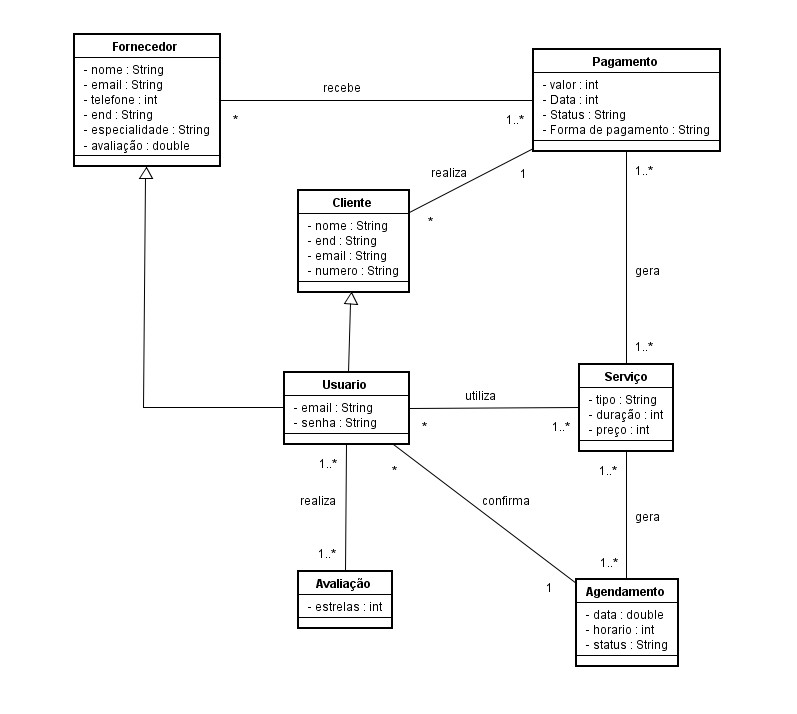 Fornecedor
- nome : String
- email : String
- telefone : int
- end : String
- especialidade : String
- avaliação : double
recebe
*
1..*
Pagamento
- valor : int
- Data : int
- Status : String
- Forma de pagamento : String
realiza
1
*
Cliente
- nome : String
- end : String
- email : String
- numero : String
1..*
gera
1..*
Usuario
- email : String
- senha : String
utiliza
*
1..*
Serviço
- tipo : String
- duração : int
- preço : int
1..*
realiza
1..*
*
confirma
1
1..*
gera
1..*
Avaliação
- estrelas : int
Agendamento
- data : double
- horario : int
- status : String